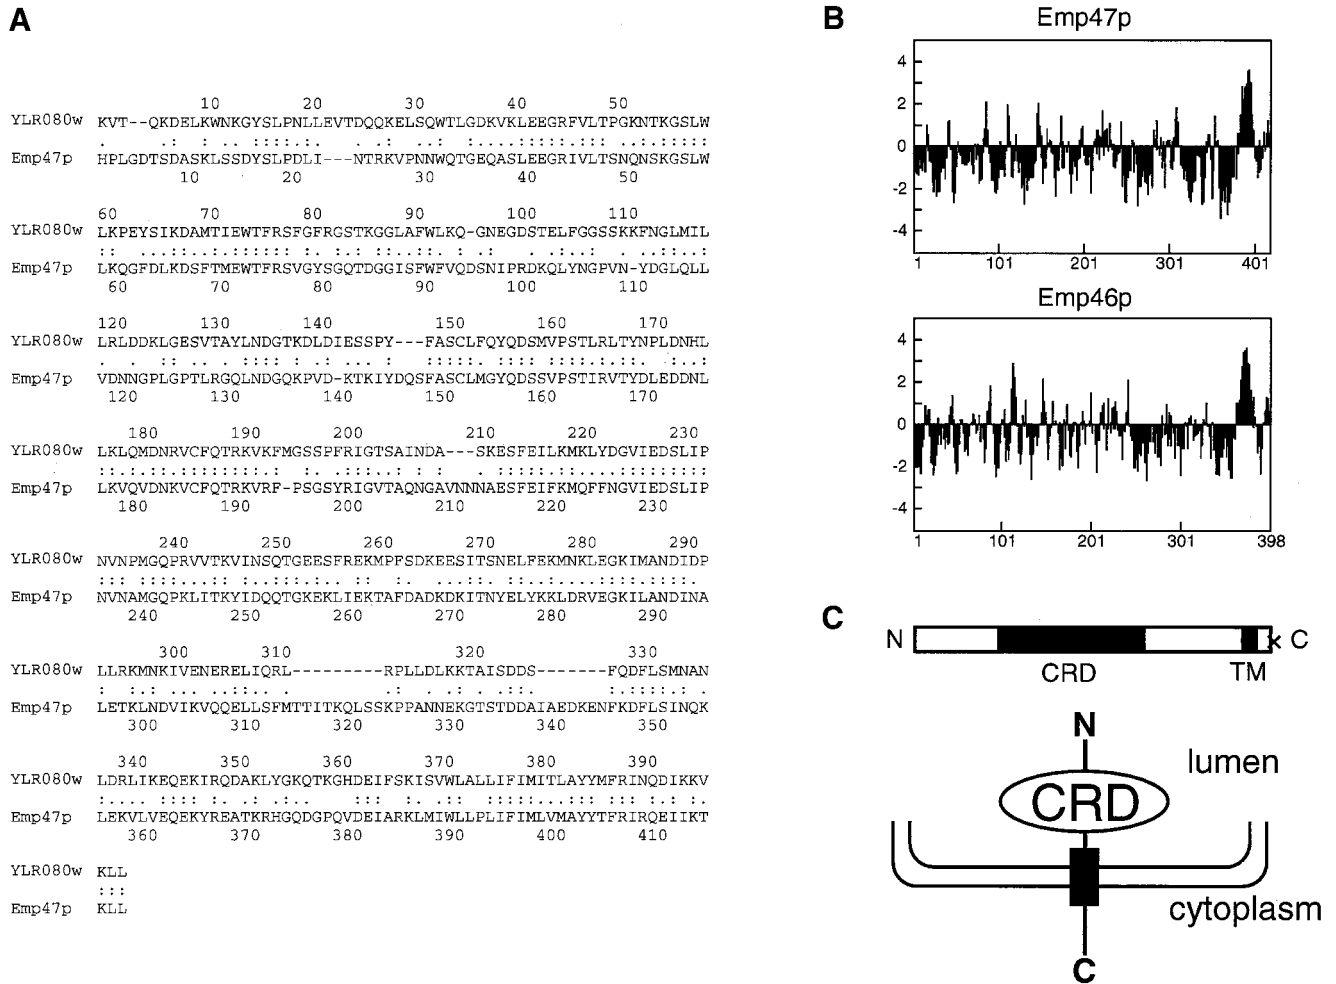 A
10 20 30 40 50
YLR080w KVT--QKDELKWNKGYSLPNLLEVTDQQKELSQWTLGDKVKLEEGRFVLTPGKNTKGSLW
Emp47p HPLGDTSDASKLSSDYSLPDLI---NTRKVPNNWQTGEQASLEEGRIVLTSNQNSKGSLW
10 20 30 40 50
60 70 80 90 100 110
YLR080w LKPEYSIKDAMTIEWTFRSFGFRGSTKGGLAFWLKQ-GNEGDSTELFGGSSKKFNGLMIL
Emp47p LKQGFDLKDSFTMEWTFRSVGYSGQTDGGISFWFVQDSNIPRDKQLYNGPVN-YDGLQLL
60 70 80 90 100 110
120 130 140 150 160 170
YLR080w LRLDDKLGESVTAYLNDGTKDLDIESSPY---FASCLFQYQDSMVPSTLRLTYNPLDNHL
Emp47p VDNNGPLGPTLRGQLNDGQKPVD-KTKIYDQSFASCLMGYQDSSVPSTIRVTYDLEDDNL
120 130 140 150 160 170
180 190 200 210 220 230
YLR080w LKLQMDNRVCFQTRKVKFMGSSPFRIGTSAINDA---SKESFEILKMKLYDGVIEDSLIP
Emp47p LKVQVDNKVCFQTRKVRF-PSGSYRIGVTAQNGAVNNNAESFEIFKMQFFNGVIEDSLIP
180 190 200 210 220 230
240 250 260 270 280 290
YLR080w NVNPMGQPRVVTKVINSQTGEESFREKMPFSDKEESITSNELFEKMNKLEGKIMANDIDP
Emp47p NVNAMGQPKLITKYIDQQTGKEKLIEKTAFDADKDKITNYELYKKLDRVEGKILANDINA
240 250 260 270 280 290
300 310 320 330
YLR080w LLRKMNKIVENERELIQRL---------RPLLDLKKTAISDDS-------FQDFLSMNAN
Emp47p LETKLNDVIKVQQELLSFMTTITKQLSSKPPANNEKGTSTDDAIAEDKENFKDFLSINQK
300 310 320 330 340 350
340 350 360 370 380 390
YLR080w LDRLIKEQEKIRQDAKLYGKQTKGHDEIFSKISVWLALLIFIMITLAYYMFRINQDIKKV
Emp47p LEKVLVEQEKYREATKRHGQDGPQVDEIARKLMIWLLPLIFIMLVMAYYTFRIRQEIIKT
360 370 380 390 400 410
YLR080w KLL
Emp47p KLL
B
Emp47p
4
2
0
-2
-4
1 101 201 301 401
Emp46p
4
2
0
-2
-4
1 101 201 301 398
C
N x C
CRD TM
N
lumen
CRD
cytoplasm
C